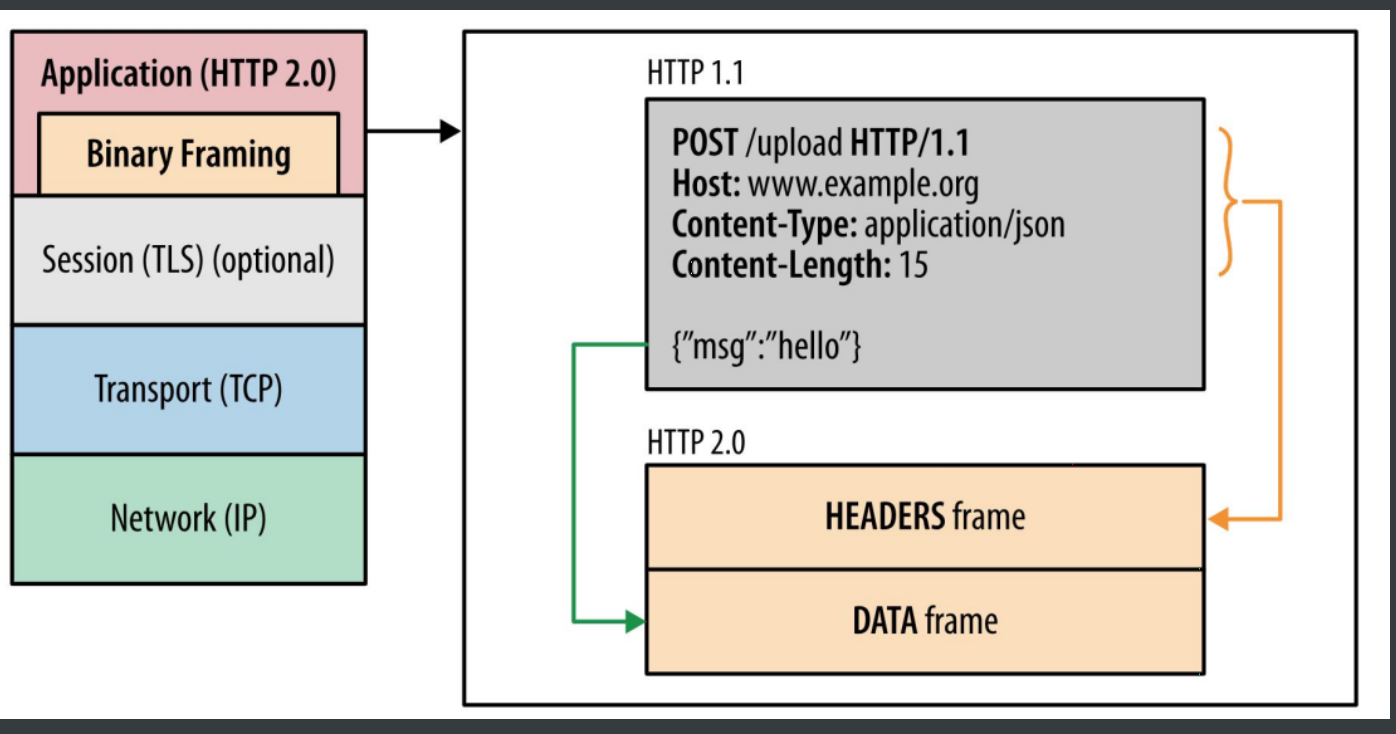 Application (HTTP 2.0)
Binary Framing
Session (TLS) (optional)
Transport (TCP)
Network (IP)
HTTP 1.1
POST /upload HTTP/1.1
Host: www.example.org
Content-Type: application/json
Content-Length: 15
{”msg”:”hello”}
HTTP 2.0
HEADERS frame
DATA frame